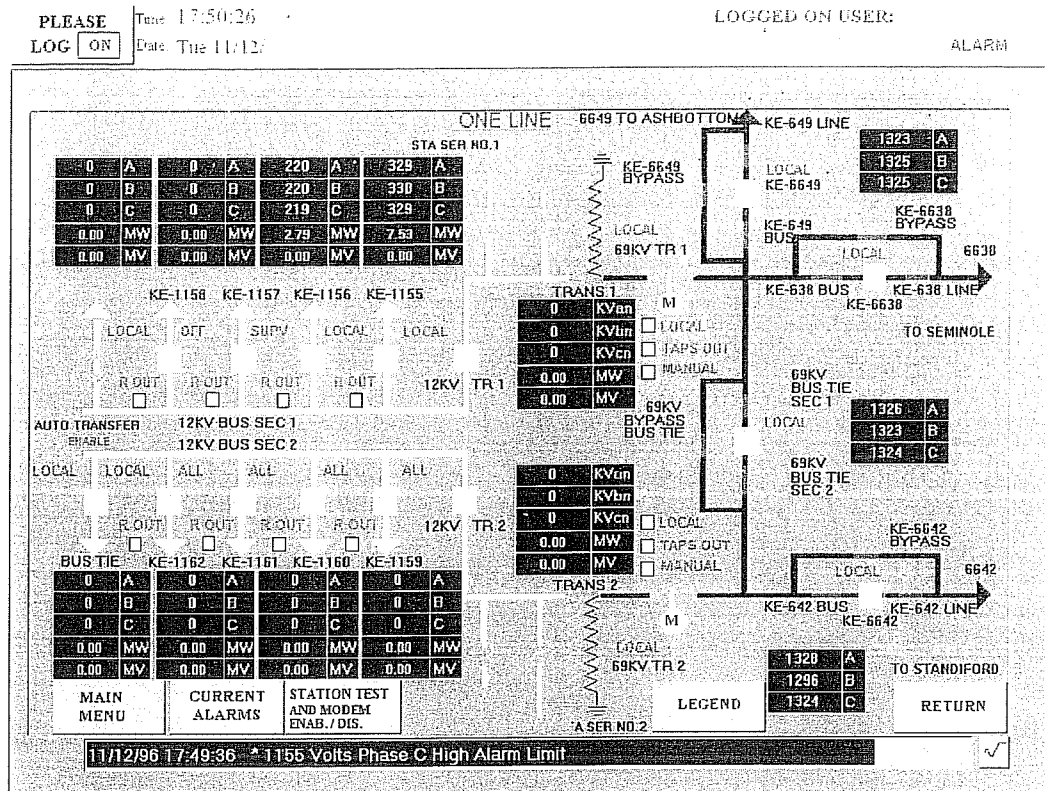 PLEASE
LOG ON
Time 17:50:26
Date Tue 11/12/
LOGGED ON USER:
ALARM
ONE LINE
6649 TO ASHBOTTOM
KE-649 LINE
STA SER NO.1
0 A 0 A 220 A 329 A
0 B 0 B 220 B 330 B
0 C 0 C 219 C 329 C
0.00 MW 0.00 MW 2.79 MW 7.53 MW
0.00 MV 0.00 MV 0.00 MV 0.00 MV
KE-6649
BYPASS
LOCAL
KE-6649
1323 A
1325 B
1325 C
KE-649
BUS
KE-6638
BYPASS
LOCAL
69KV TR 1
LOCAL
6638
KE-638 BUS
KE-638 LINE
KE-6638
TO SEMINOLE
KE-1158 KE-1157 KE-1156 KE-1155
TRANS 1
M
LOCAL OFF SUPV LOCAL LOCAL
0 KVan
0 KVbn
0 KVcn
0.00 MW
0.00 MV
LOCAL
TAPS OUT
MANUAL
R OUT R OUT R OUT R OUT
12KV TR 1
69KV
BYPASS
BUS TIE
69KV
BUS TIE
SEC 1
LOCAL
1326 A
1323 B
1324 C
69KV
BUS TIE
SEC 2
AUTO TRANSFER
ENABLE
12KV BUS SEC 1
12KV BUS SEC 2
LOCAL LOCAL ALL ALL ALL ALL
0 KVan
0 KVbn
0 KVcn
0.00 MW
0.00 MV
LOCAL
TAPS OUT
MANUAL
R OUT R OUT R OUT R OUT
12KV TR 2
KE-6642
BYPASS
LOCAL
6642
BUS TIE KE-1162 KE-1161 KE-1160 KE-1159
TRANS 2
KE-642 BUS
KE-642 LINE
KE-6642
0 A 0 A 0 A 0 A
0 B 0 B 0 B 0 B
0 C 0 C 0 C 0 C
0.00 MW 0.00 MW 0.00 MW 0.00 MW
0.00 MV 0.00 MV 0.00 MV 0.00 MV
M
LOCAL
69KV TR 2
1328 A
1296 B
1324 C
TO STANDIFORD
MAIN
MENU
CURRENT
ALARMS
STATION TEST
AND MODEM
ENAB. / DIS.
'A SER NO.2
LEGEND
RETURN
11/12/96 17:49:36 *1155 Volts Phase C High Alarm Limit